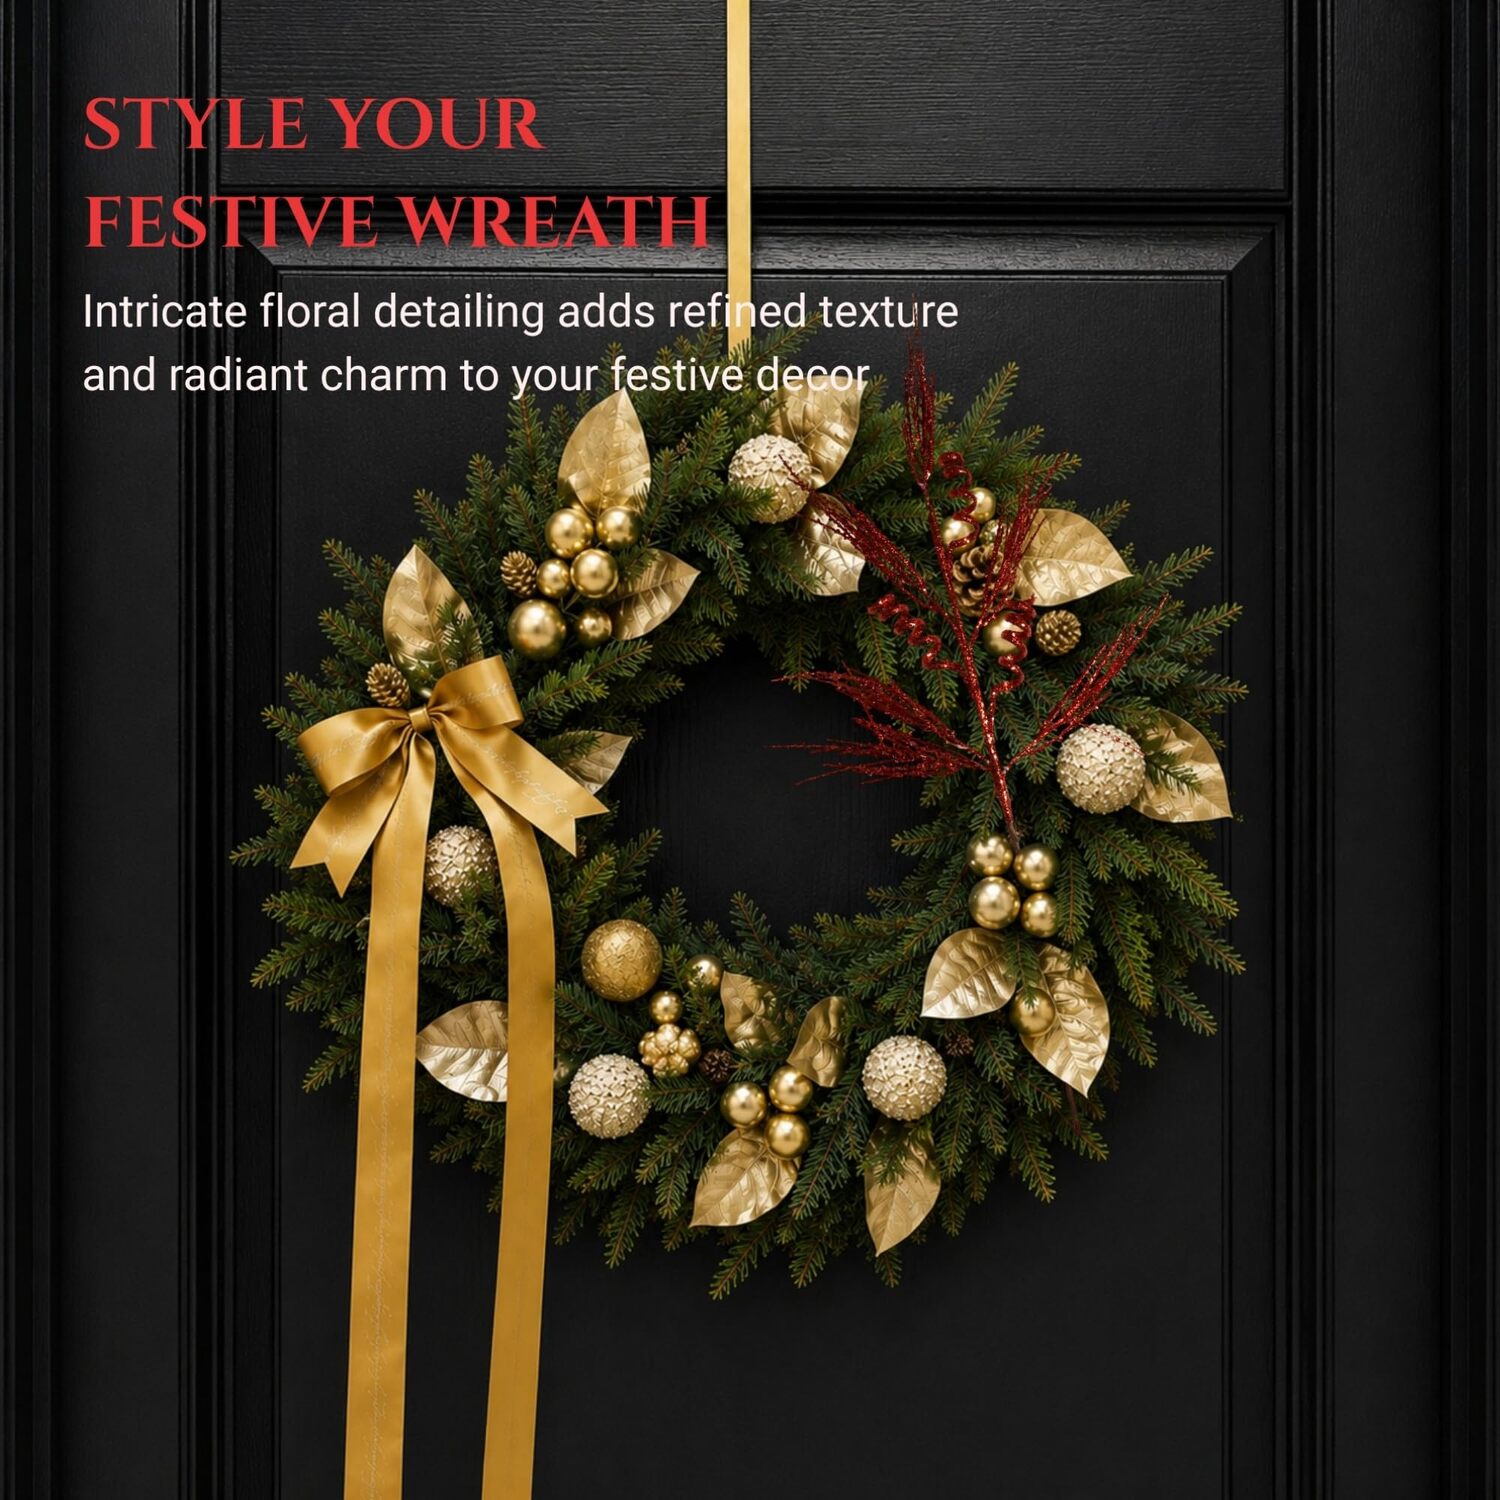 STYLE YOUR
FESTIVE WREATH
Intricate floral detailing adds refined texture
and radiant charm to your festive decor